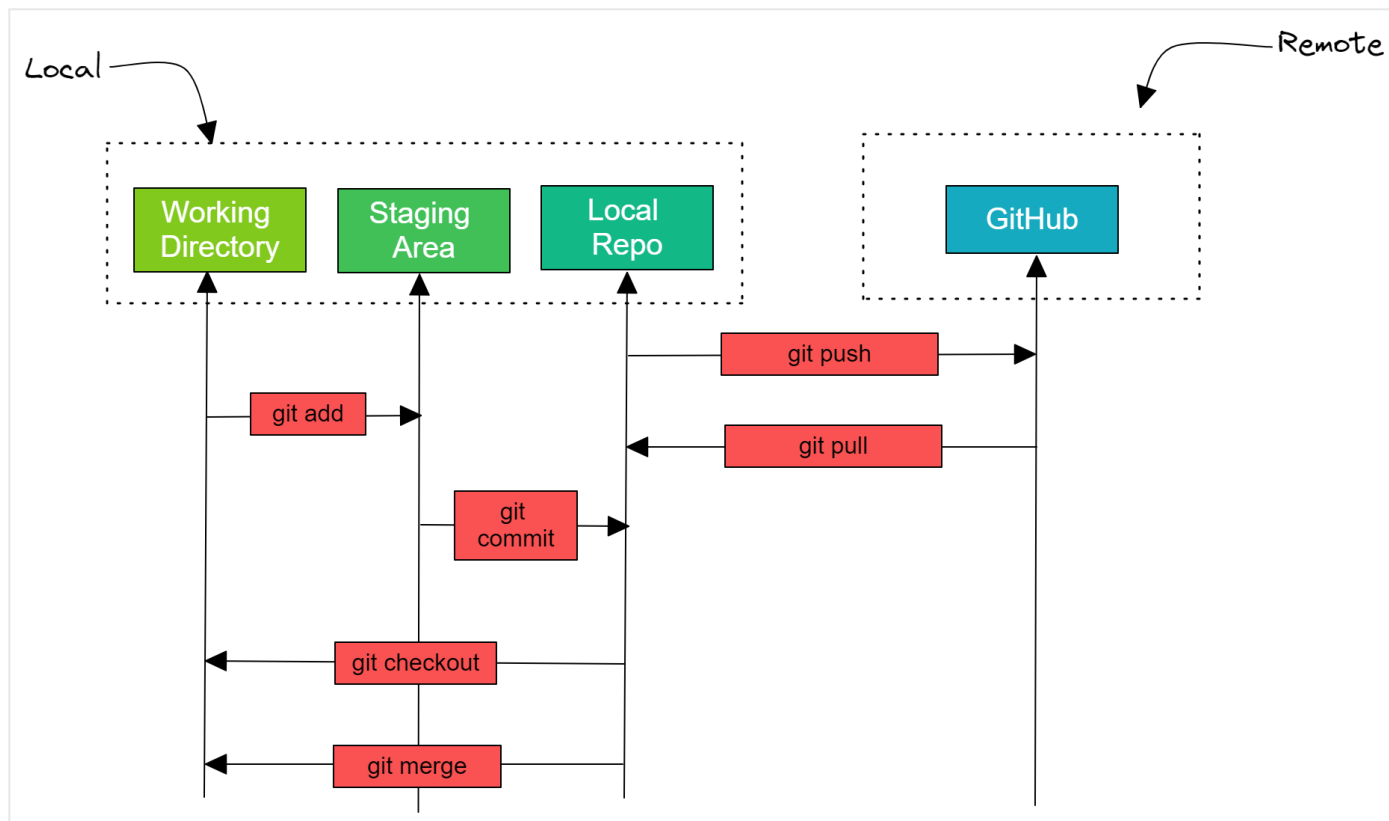 Local
Remote
Working
Directory
Staging
Area
Local
Repo
GitHub
git push
git add
git pull
git
commit
git checkout
git merge